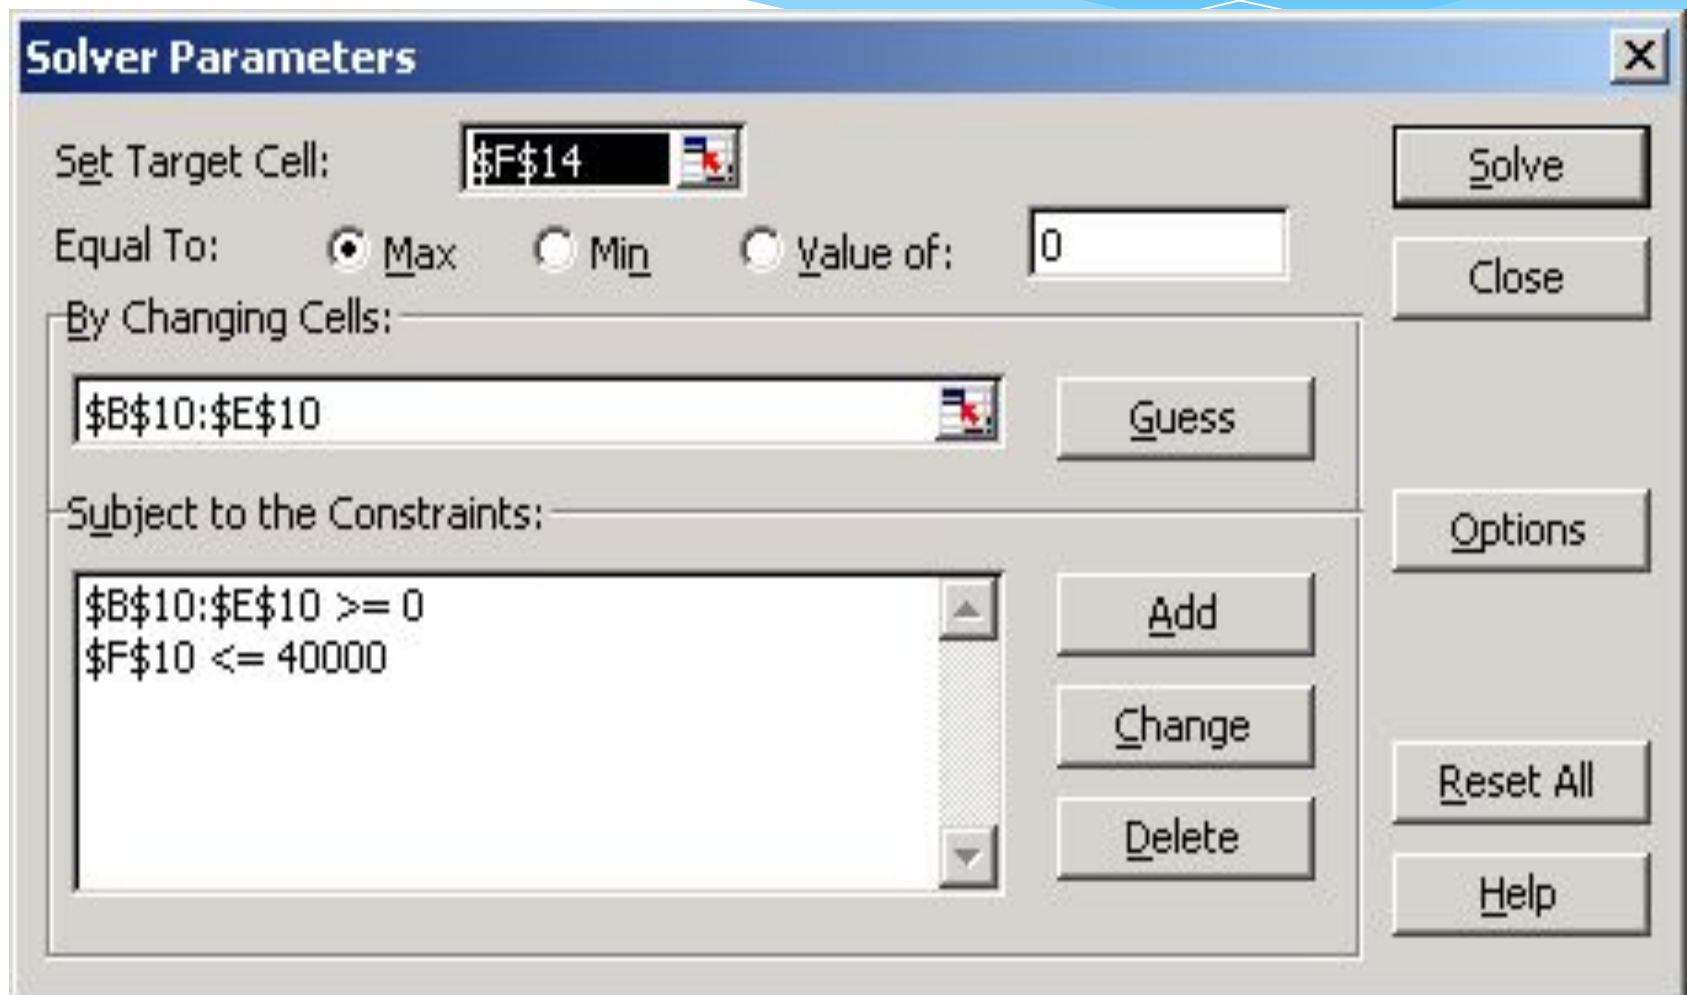 Solver Parameters
Set Target Cell: $F$14
Solve
Equal To: Max Min Value of: 0
Close
By Changing Cells:
$B$10:$E$10
Guess
Subject to the Constraints:
Options
$B$10:$E$10 >= 0
$F$10 <= 40000
Add
Change
Reset All
Delete
Help